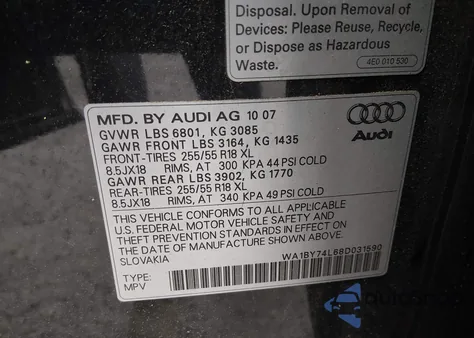 Disposal. Upon Removal of
Devices: Please Reuse, Recycle,
or Dispose as Hazardous
Waste.
4E0 010 530
MFD. BY AUDI AG 10 07
GVWR LBS 6801, KG 3085
GAWR FRONT LBS 3164, KG 1435
FRONT-TIRES 255/55 R18 XL
8.5JX18 RIMS, AT 300 KPA 44 PSI COLD
GAWR REAR LBS 3902, KG 1770
REAR-TIRES 255/55 R18 XL
8.5JX18 RIMS, AT 340 KPA 49 PSI COLD
Audi
THIS VEHICLE CONFORMS TO ALL APPLICABLE
U.S. FEDERAL MOTOR VEHICLE SAFETY AND
THEFT PREVENTION STANDARDS IN EFFECT ON
THE DATE OF MANUFACTURE SHOWN ABOVE.
SLOVAKIA
WA1BY74L68D031590
TYPE:
MPV